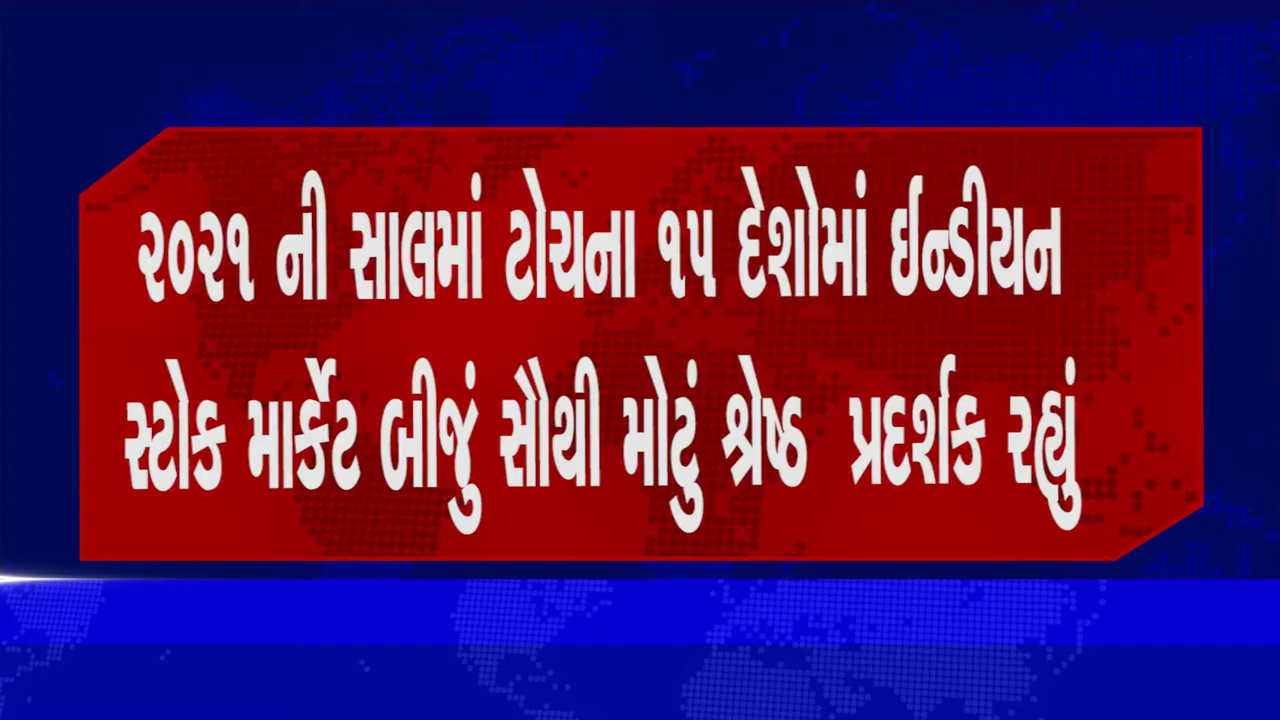 ૨૦૨૧ ની સાલમાં ટોચના ૧૫ દેશોમાં ઈન્ડીયન
સ્ટોક માર્કેટ બીજું સૌથી મોટું શ્રેષ્ઠ પ્રદર્શક રહ્યું